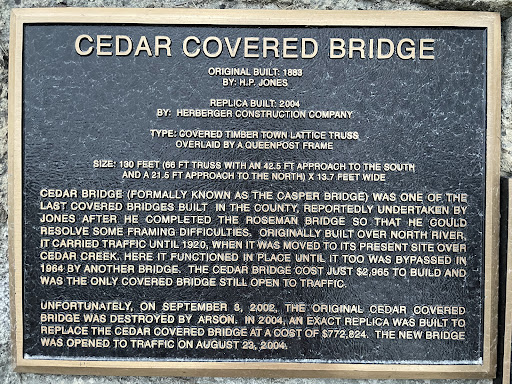 CEDAR COVERED BRIDGE
ORIGINAL BUILT: 1883
BY: H.P. JONES
REPLICA BUILT: 2004
BY: HERBERGER CONSTRUCTION COMPANY
TYPE: COVERED TIMBER TOWN LATTICE TRUSS
OVERLAID BY A QUEENPOST FRAME
SIZE: 130 FEET (66 FT TRUSS WITH AN 42.5 FT APPROACH TO THE SOUTH
AND A 21.5 FT APPROACH TO THE NORTH) X 13.7 FEET WIDE
CEDAR BRIDGE (FORMALLY KNOWN AS THE CASPER BRIDGE) WAS ONE OF THE
LAST COVERED BRIDGES BUILT IN THE COUNTY, REPORTEDLY UNDERTAKEN BY
JONES AFTER HE COMPLETED THE ROSEMAN BRIDGE SO THAT HE COULD
RESOLVE SOME FRAMING DIFFICULTIES. ORIGINALLY BUILT OVER NORTH RIVER,
IT CARRIED TRAFFIC UNTIL 1920, WHEN IT WAS MOVED TO ITS PRESENT SITE OVER
CEDAR CREEK. HERE IT FUNCTIONED IN PLACE UNTIL IT TOO WAS BYPASSED IN
1964 BY ANOTHER BRIDGE. THE CEDAR BRIDGE COST JUST $2,965 TO BUILD AND
WAS THE ONLY COVERED BRIDGE STILL OPEN TO TRAFFIC.
UNFORTUNATELY, ON SEPTEMBER 3, 2002, THE ORIGINAL CEDAR COVERED
BRIDGE WAS DESTROYED BY ARSON. IN 2004, AN EXACT REPLICA WAS BUILT TO
REPLACE THE CEDAR COVERED BRIDGE AT A COST OF $772,824. THE NEW BRIDGE
WAS OPENED TO TRAFFIC ON AUGUST 23, 2004.